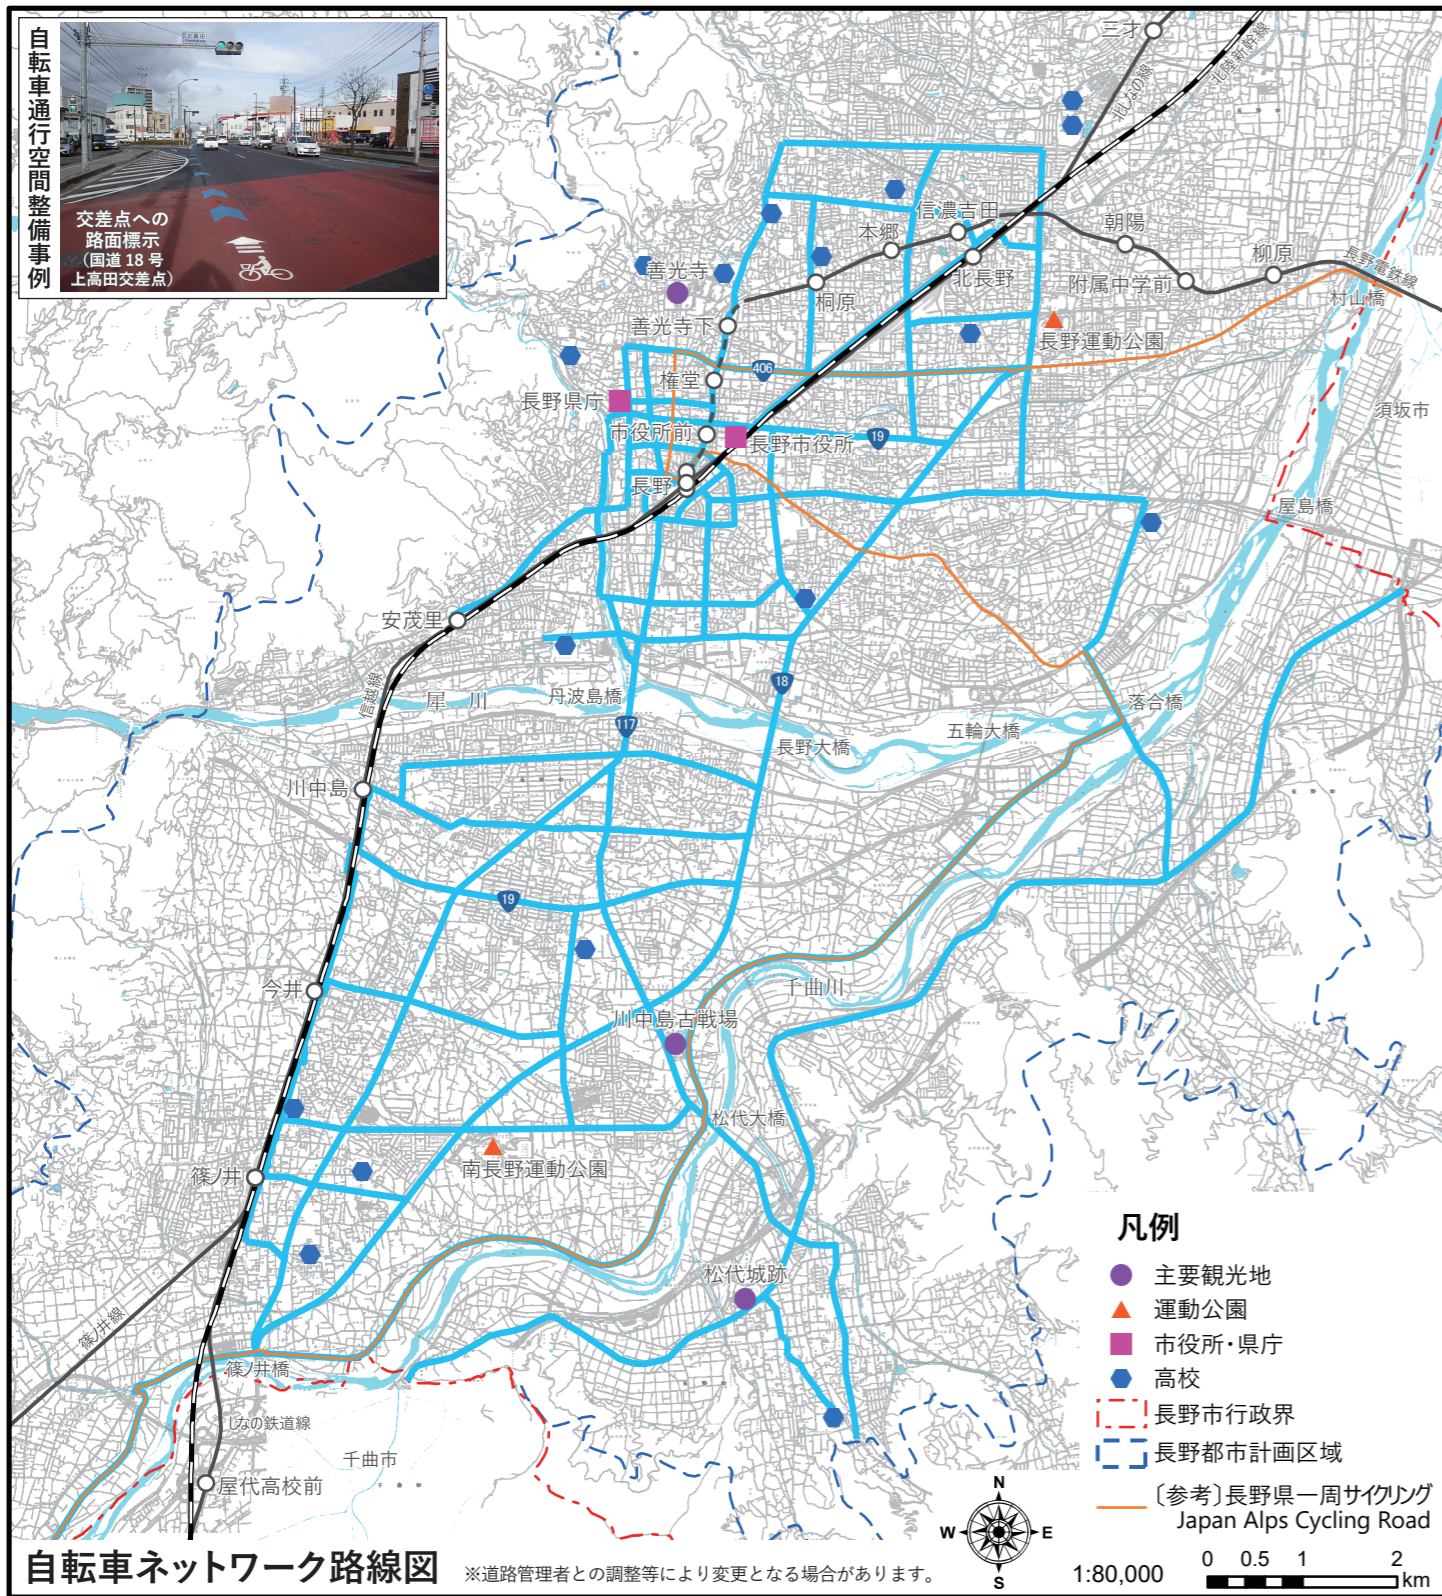 自転車通行空間整備事例
交差点への
路面標示
(国道18号
上高田交差点)
三才
北しなの線
北陸新幹線
信濃吉田
朝陽
本郷
柳原
長野電鉄線
善光寺
北長野
附属中学前
桐原
村山橋
善光寺下
長野運動公園
406
権堂
長野県庁
須坂市
市役所前
長野市役所
19
長野
屋島橋
安茂里
信越線
犀 川
丹波島橋
18
落合橋
117
五輪大橋
長野大橋
川中島
19
今井
千曲川
川中島古戦場
松代大橋
南長野運動公園
篠ノ井
松代城跡
篠ノ井線
篠ノ井橋
しなの鉄道線
千曲市
屋代高校前
凡例
主要観光地
運動公園
市役所・県庁
高校
長野市行政界
長野都市計画区域
〔参考〕長野県一周サイクリング
Japan Alps Cycling Road
N
W E
S
1:80,000
0 0.5 1 2
km
自転車ネットワーク路線図
※道路管理者との調整等により変更となる場合があります。